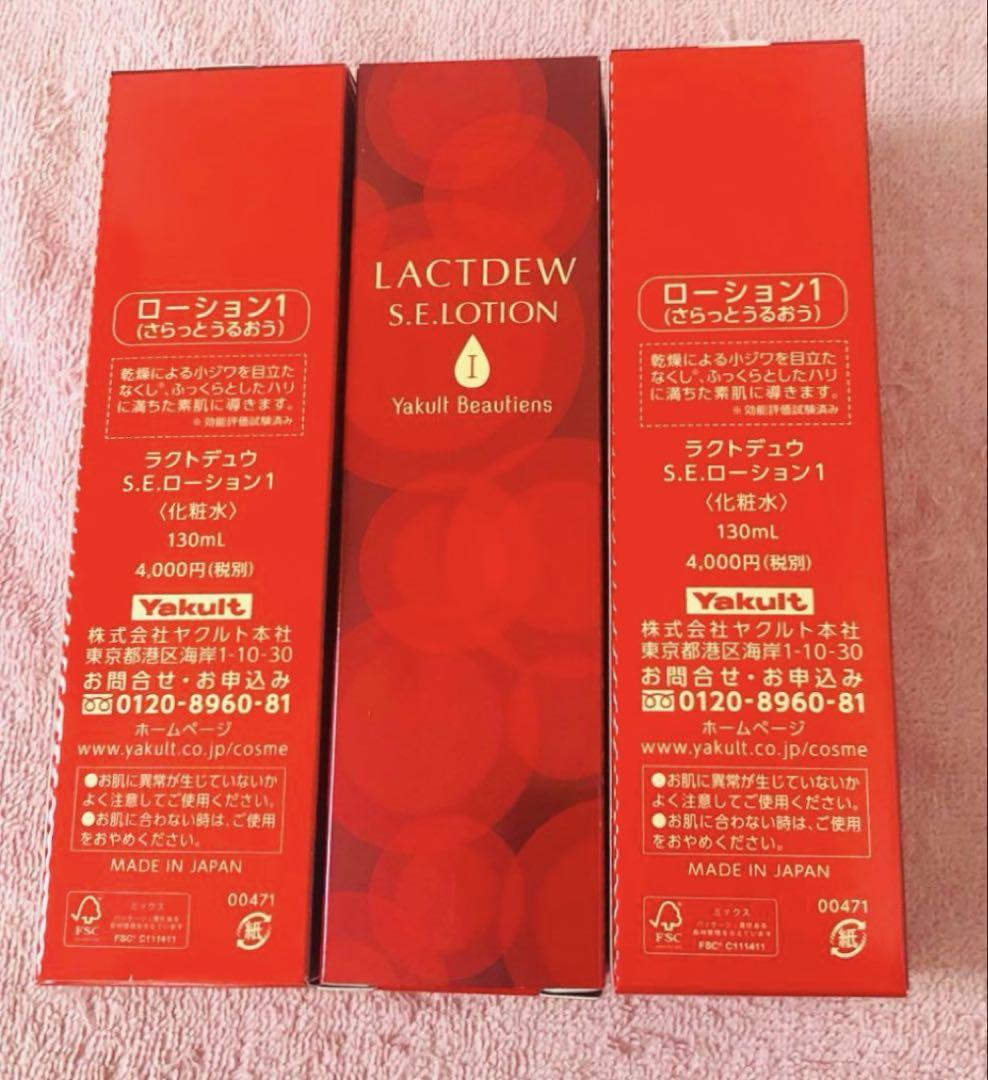 ローション1
(さらっとうるおう)
乾燥による小ジワを目立た
なくし※、ふっくらとしたハリ
に満ちた素肌に導きます。
※ 効能評価試験済み
ラクトデュウ
S.E.ローション1
〈化粧水〉
130mL
4,000円(税別)
Yakult
株式会社ヤクルト本社
東京都港区海岸1-10-30
お問合せ・お申込み
0120-8960-81
ホームページ
www.yakult.co.jp/cosme
●お肌に異常が生じていないか
よく注意してご使用ください。
●お肌に合わない時は、ご使用
をおやめください。
MADE IN JAPAN
00471
FSC
ミックス
FSC® C111411
紙
LACTDEW
S.E.LOTION
I
Yakult Beautiens
ローション1
(さらっとうるおう)
乾燥による小ジワを目立た
なくし※、ふっくらとしたハリ
に満ちた素肌に導きます。
※ 効能評価試験済み
ラクトデュウ
S.E.ローション1
〈化粧水〉
130mL
4,000円(税別)
Yakult
株式会社ヤクルト本社
東京都港区海岸1-10-30
お問合せ・お申込み
0120-8960-81
ホームページ
www.yakult.co.jp/cosme
●お肌に異常が生じていないか
よく注意してご使用ください。
●お肌に合わない時は、ご使用
をおやめください。
MADE IN JAPAN
00471
FSC
ミックス
FSC® C111411
紙